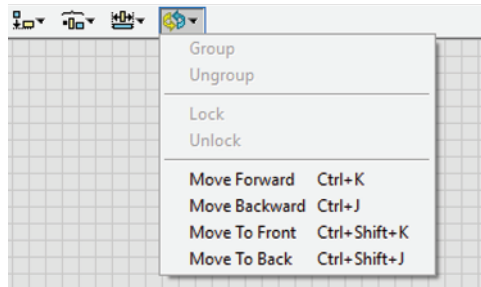 Group
Ungroup
Lock
Unlock
Move Forward Ctrl+K
Move Backward Ctrl+J
Move To Front Ctrl+Shift+K
Move To Back Ctrl+Shift+J